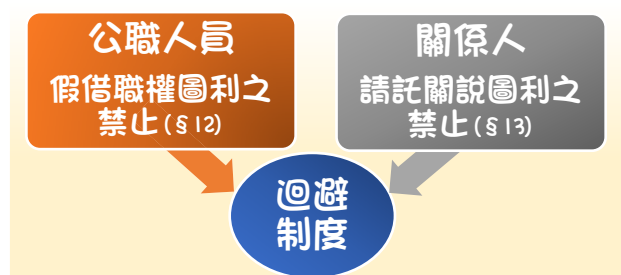 公職人員
假借職權圖利之
禁止(§12)
關係人
請託關說圖利之
禁止(§13)
迴避
制度